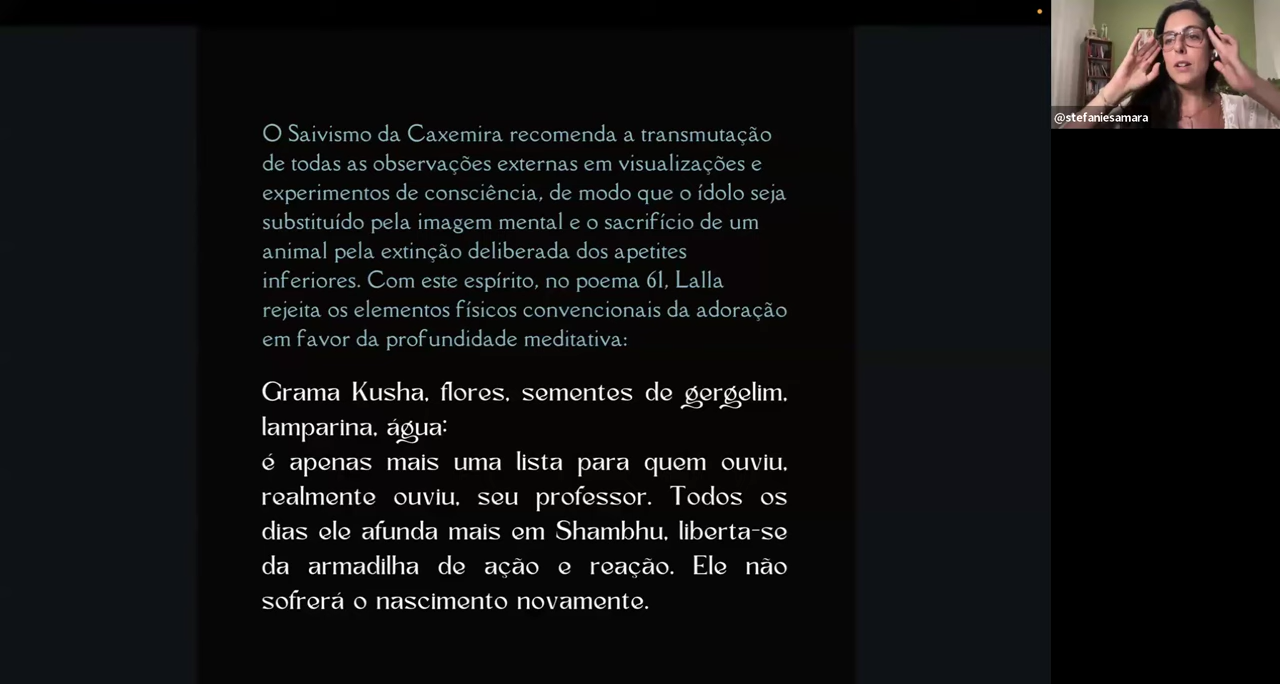 O Saivismo da Caxemira recomenda a transmutação
de todas as observações externas em visualizações e
experimentos de consciência, de modo que o ídolo seja
substituído pela imagem mental e o sacrifício de um
animal pela extinção deliberada dos apetites
inferiores. Com este espírito, no poema 61, Lalla
rejeita os elementos físicos convencionais da adoração
em favor da profundidade meditativa:
Grama Kusha, flores, sementes de gergelim,
lamparina, água:
é apenas mais uma lista para quem ouviu,
realmente ouviu, seu professor. Todos os
dias ele afunda mais em Shambhu, liberta-se
da armadilha de ação e reação. Ele não
sofrerá o nascimento novamente.
@stefaniesamara